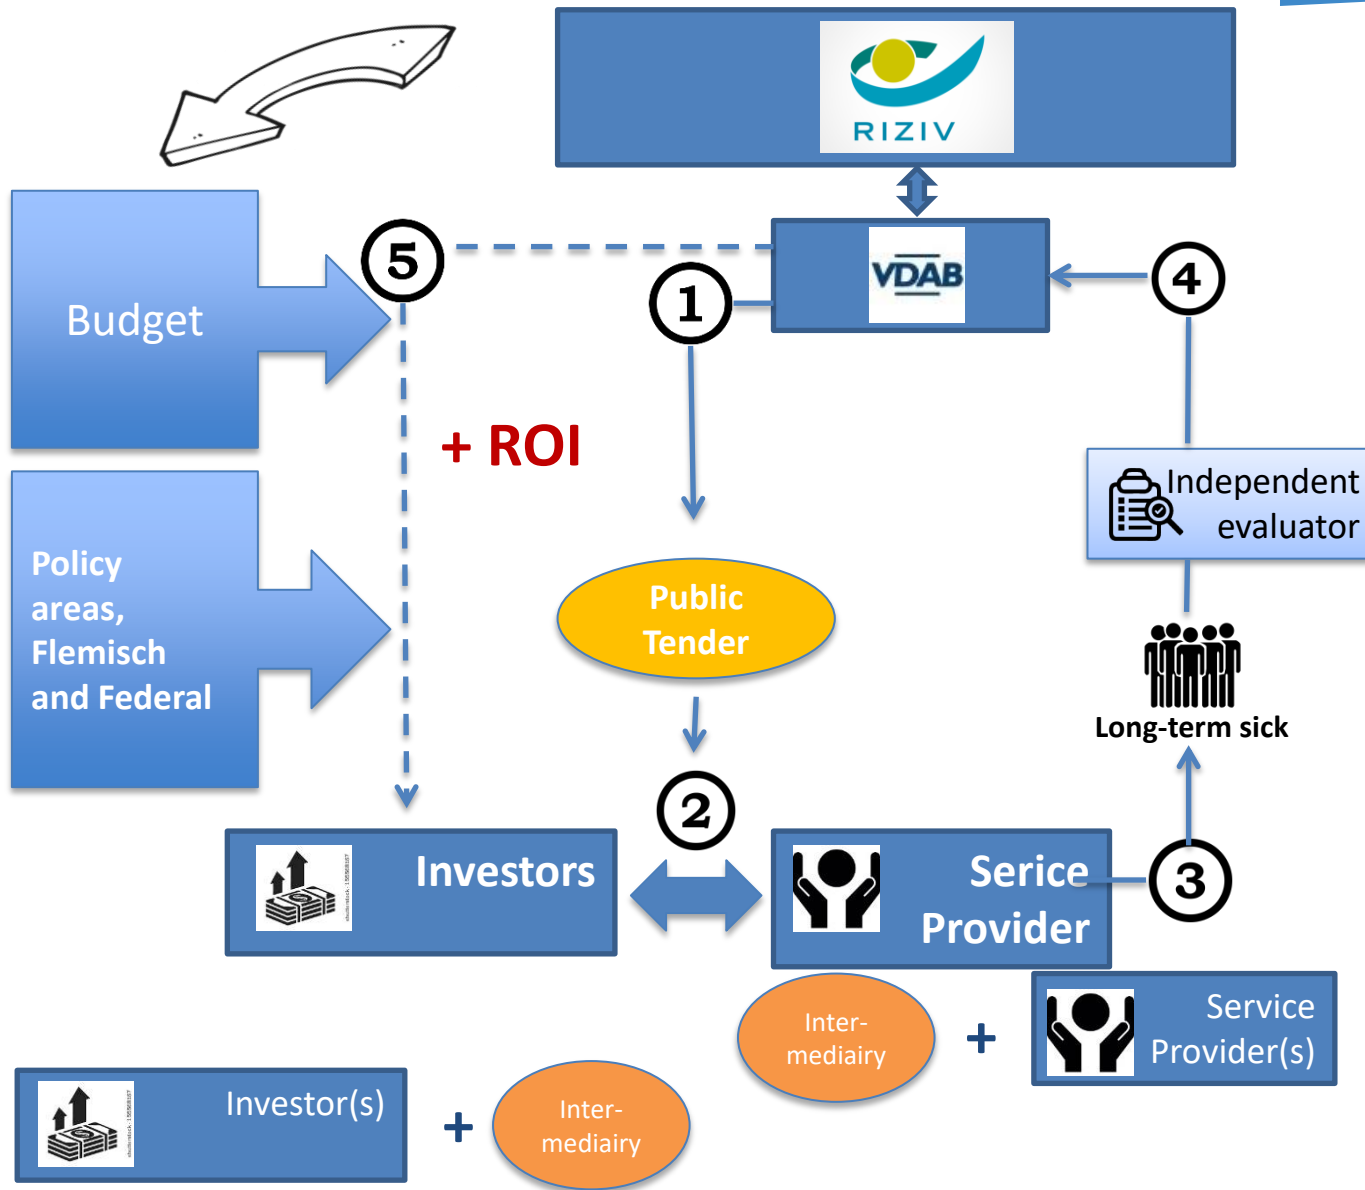 RIZIV
VDAB
5
1
4
Budget
+ ROI
Independent
evaluator
Policy
areas,
Flemisch
and Federal
Public
Tender
Long-term sick
2
Investors
Serice
Provider
3
Inter-
mediairy
+
Service
Provider(s)
Investor(s)
+
Inter-
mediairy